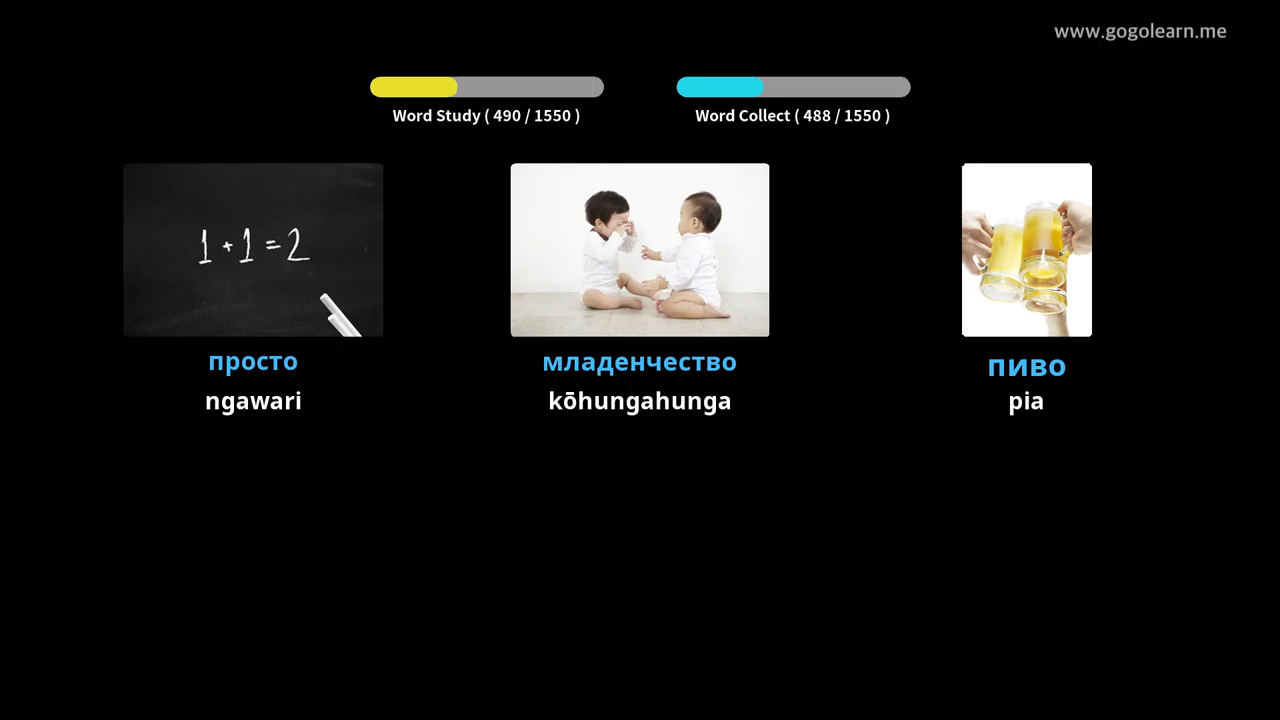 www.gogolearn.me
Word Study ( 490 / 1550 )
Word Collect ( 488 / 1550 )
1 + 1 = 2
просто
младенчество
пиво
ngawari
kōhungahunga
pia